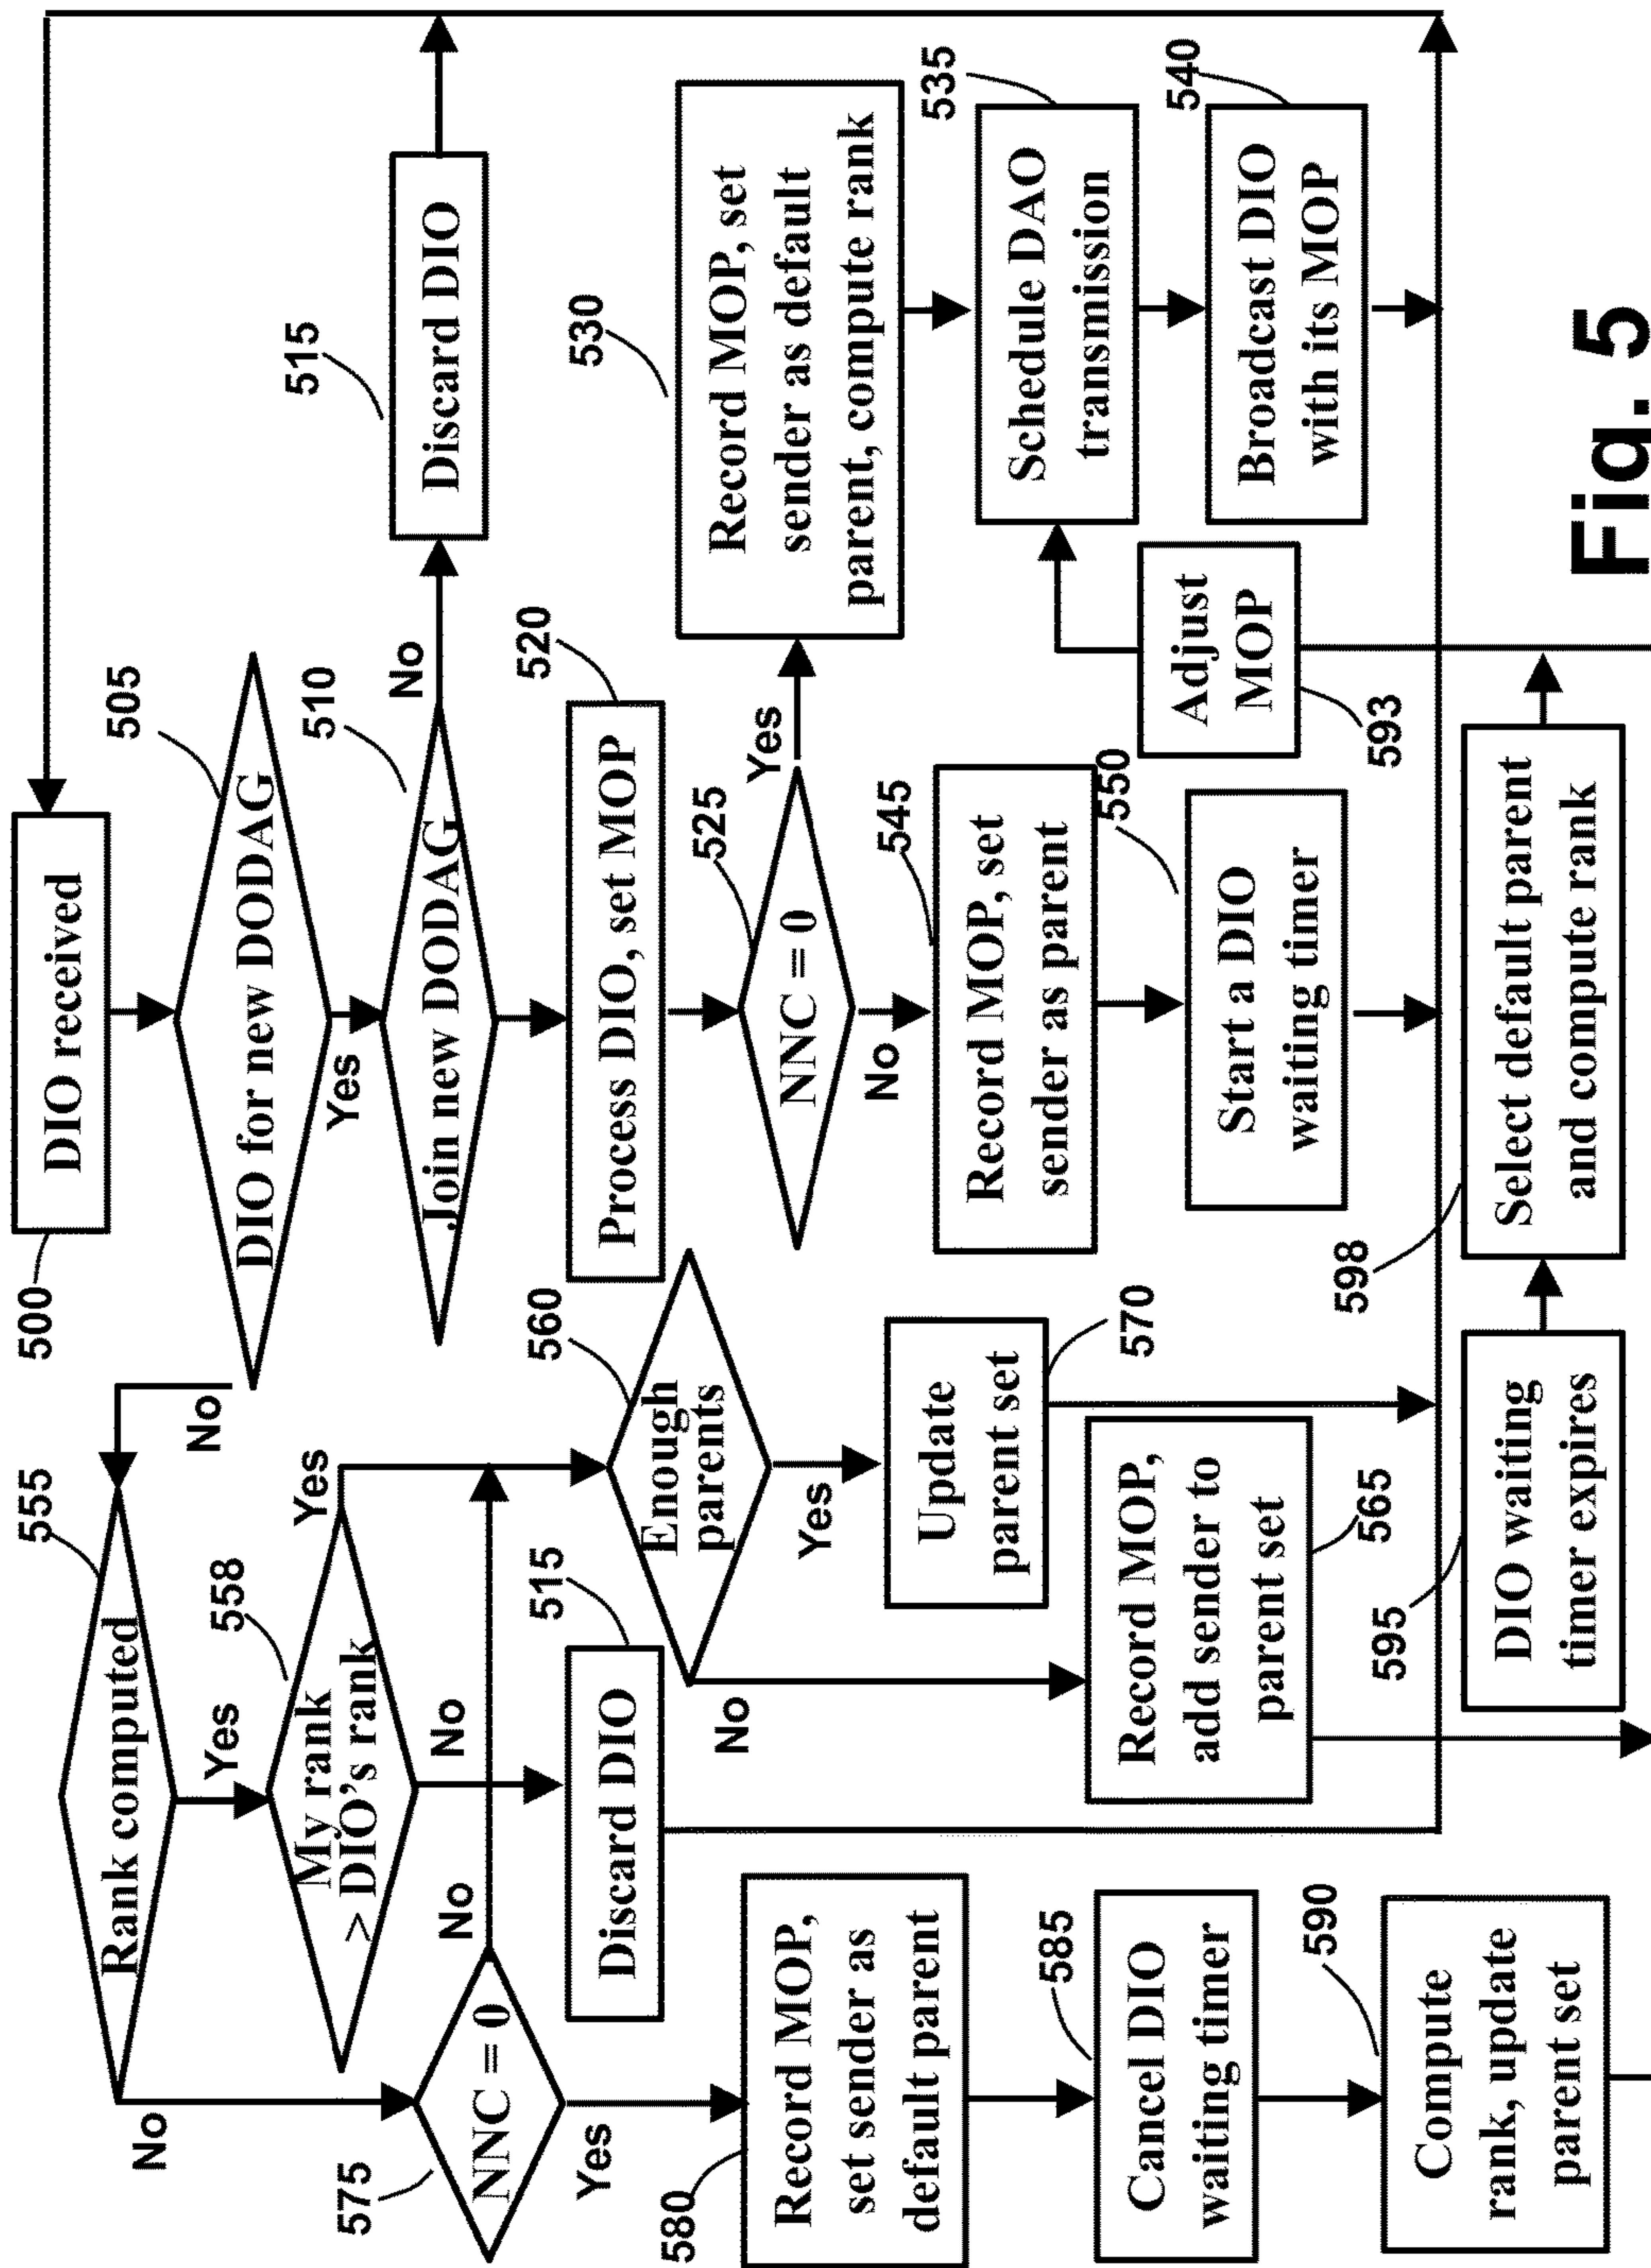 500
DIO received
505
DIO for new DODAG
No
Yes
510
Join new DODAG
No
515
Discard DIO
520
Process DIO, set MOP
525
NNC = 0
Yes
No
530
Record MOP, set
sender as default
parent, compute rank
535
Schedule DAO
transmission
540
Broadcast DIO
with its MOP
545
Record MOP, set
sender as parent
550
Start a DIO
waiting timer
555
Rank computed
No
Yes
558
My rank
> DIO's rank
Yes
No
515
Discard DIO
560
Enough
parents
Yes
No
570
Update
parent set
565
Record MOP,
add sender to
parent set
575
NNC = 0
No
Yes
580
Record MOP,
set sender as
default parent
585
Cancel DIO
waiting timer
590
Compute
rank, update
parent set
593
Adjust
MOP
595
DIO waiting
timer expires
598
Select default parent
and compute rank
Fig. 5